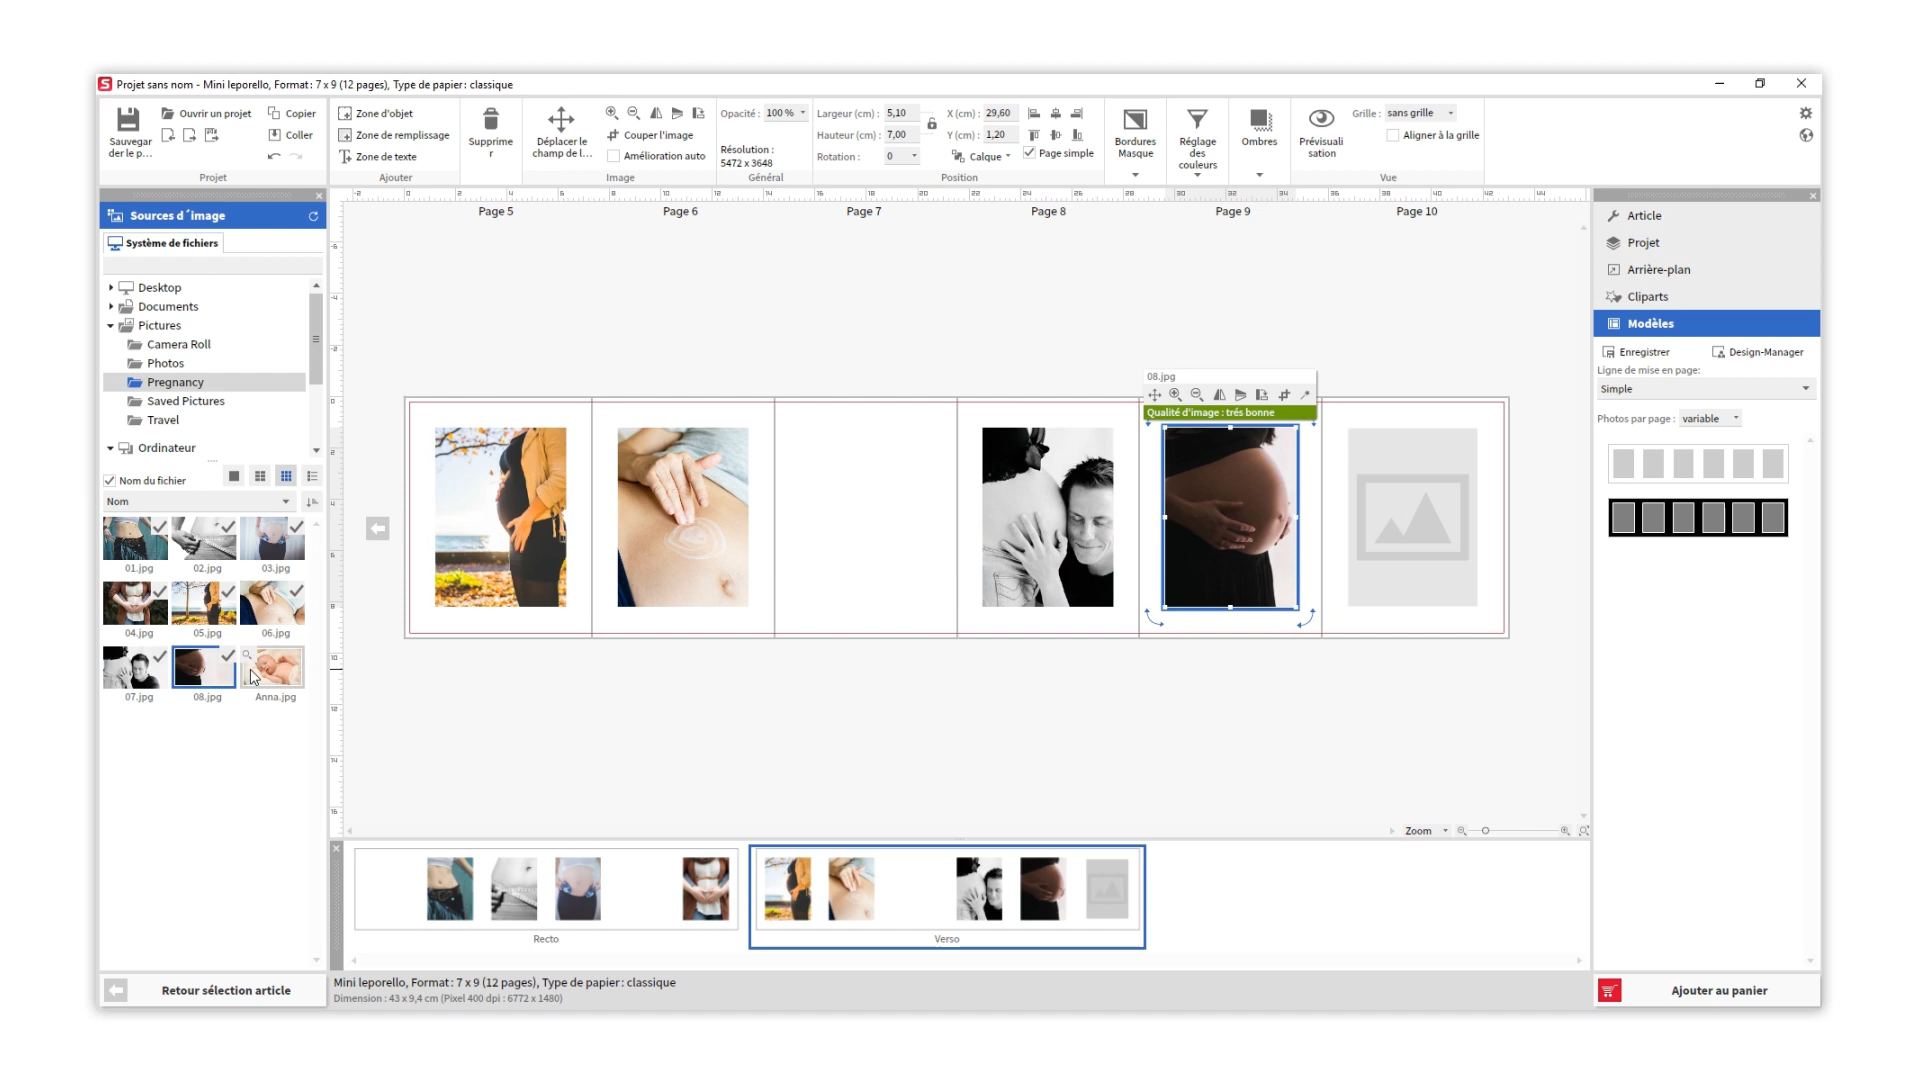 Projet sans nom - Mini leporello, Format: 7 x 9 (12 pages), Type de papier: classique
Sauvegar
der le p...
Ouvrir un projet
Copier
Coller
Projet
Zone d'objet
Zone de remplissage
Zone de texte
Ajouter
Supprime
r
Déplacer le
champ de l...
Couper l'image
Amélioration auto
Image
Opacité : 100 %
Résolution :
5472 x 3648
Général
Largeur (cm) : 5,10
Hauteur (cm) : 7,00
Rotation : 0
X (cm) : 29,60
Y (cm) : 1,20
Calque
Page simple
Position
Bordures
Masque
Réglage
des
couleurs
Ombres
Prévisuali
sation
Grille : sans grille
Aligner à la grille
Vue
Sources d´image
Système de fichiers
Desktop
Documents
Pictures
Camera Roll
Photos
Pregnancy
Saved Pictures
Travel
Ordinateur
Nom du fichier
Nom
01.jpg
02.jpg
03.jpg
04.jpg
05.jpg
06.jpg
07.jpg
08.jpg
Anna.jpg
Retour sélection article
Page 5
Page 6
Page 7
Page 8
Page 9
Page 10
08.jpg
Qualité d'image : trés bonne
Zoom
Recto
Verso
Mini leporello, Format : 7 x 9 (12 pages), Type de papier : classique
Dimension : 43 x 9,4 cm (Pixel 400 dpi : 6772 x 1480)
Article
Projet
Arrière-plan
Cliparts
Modèles
Enregistrer
Design-Manager
Ligne de mise en page:
Simple
Photos par page : variable
Ajouter au panier